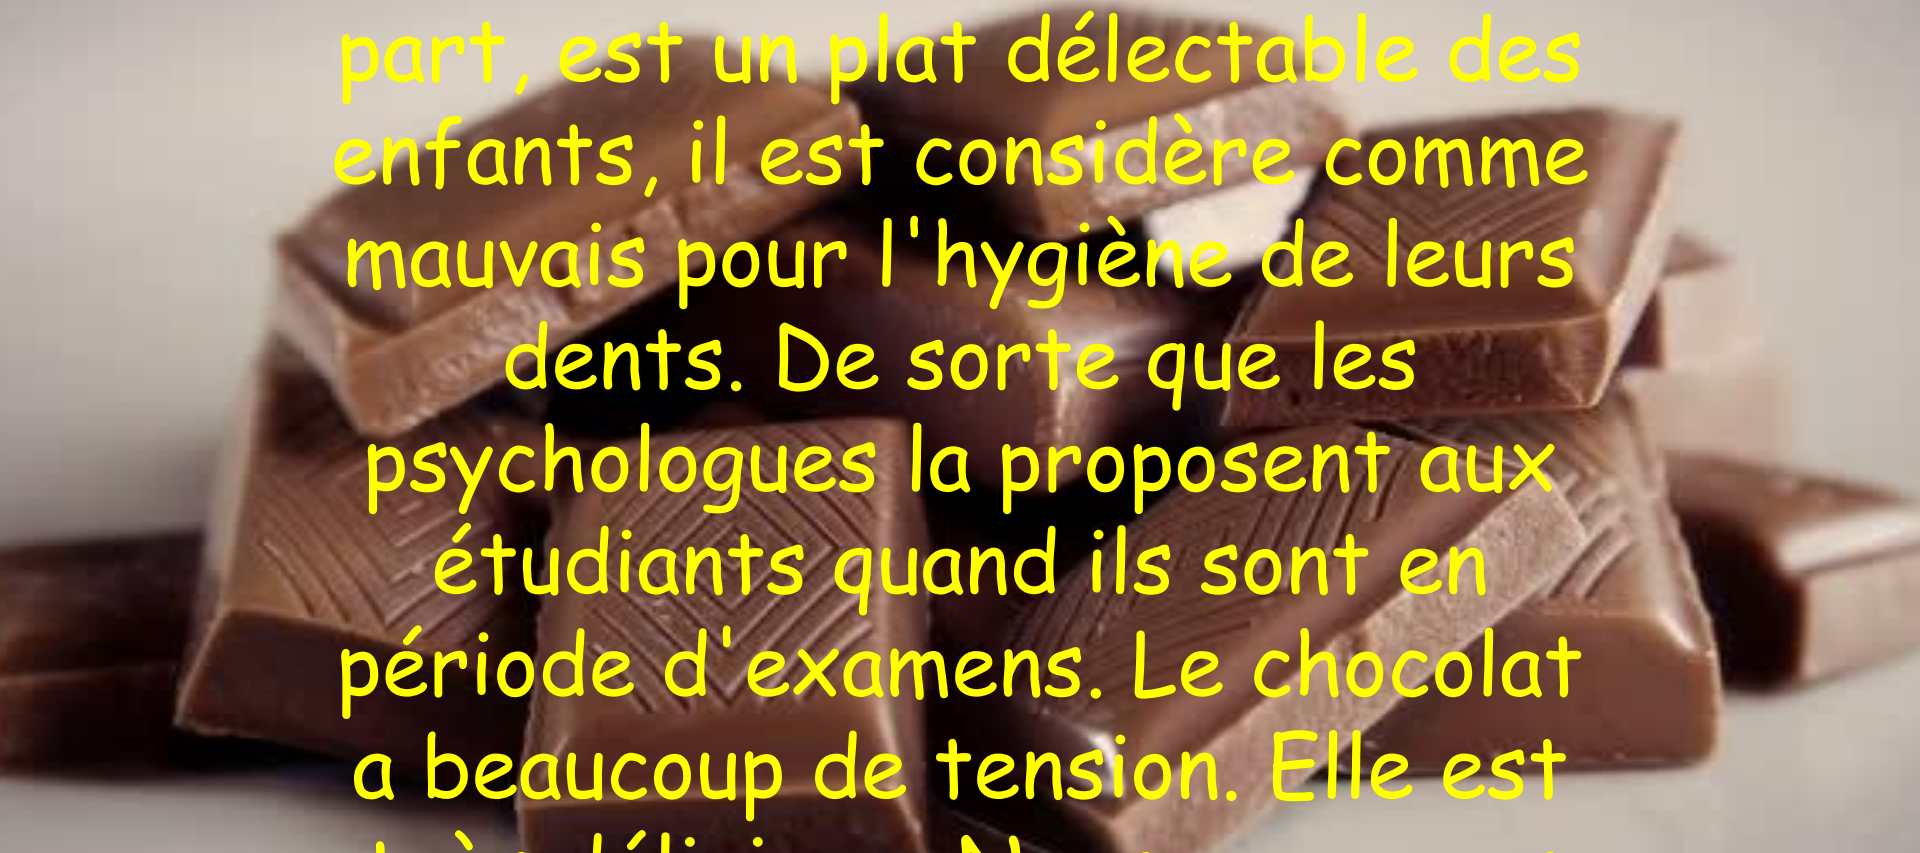 part, est un plat délectable des
enfants, il est considère comme
mauvais pour l'hygiène de leurs
dents. De sorte que les
psychologues la proposent aux
étudiants quand ils sont en
période d'examens. Le chocolat
a beaucoup de tension. Elle est